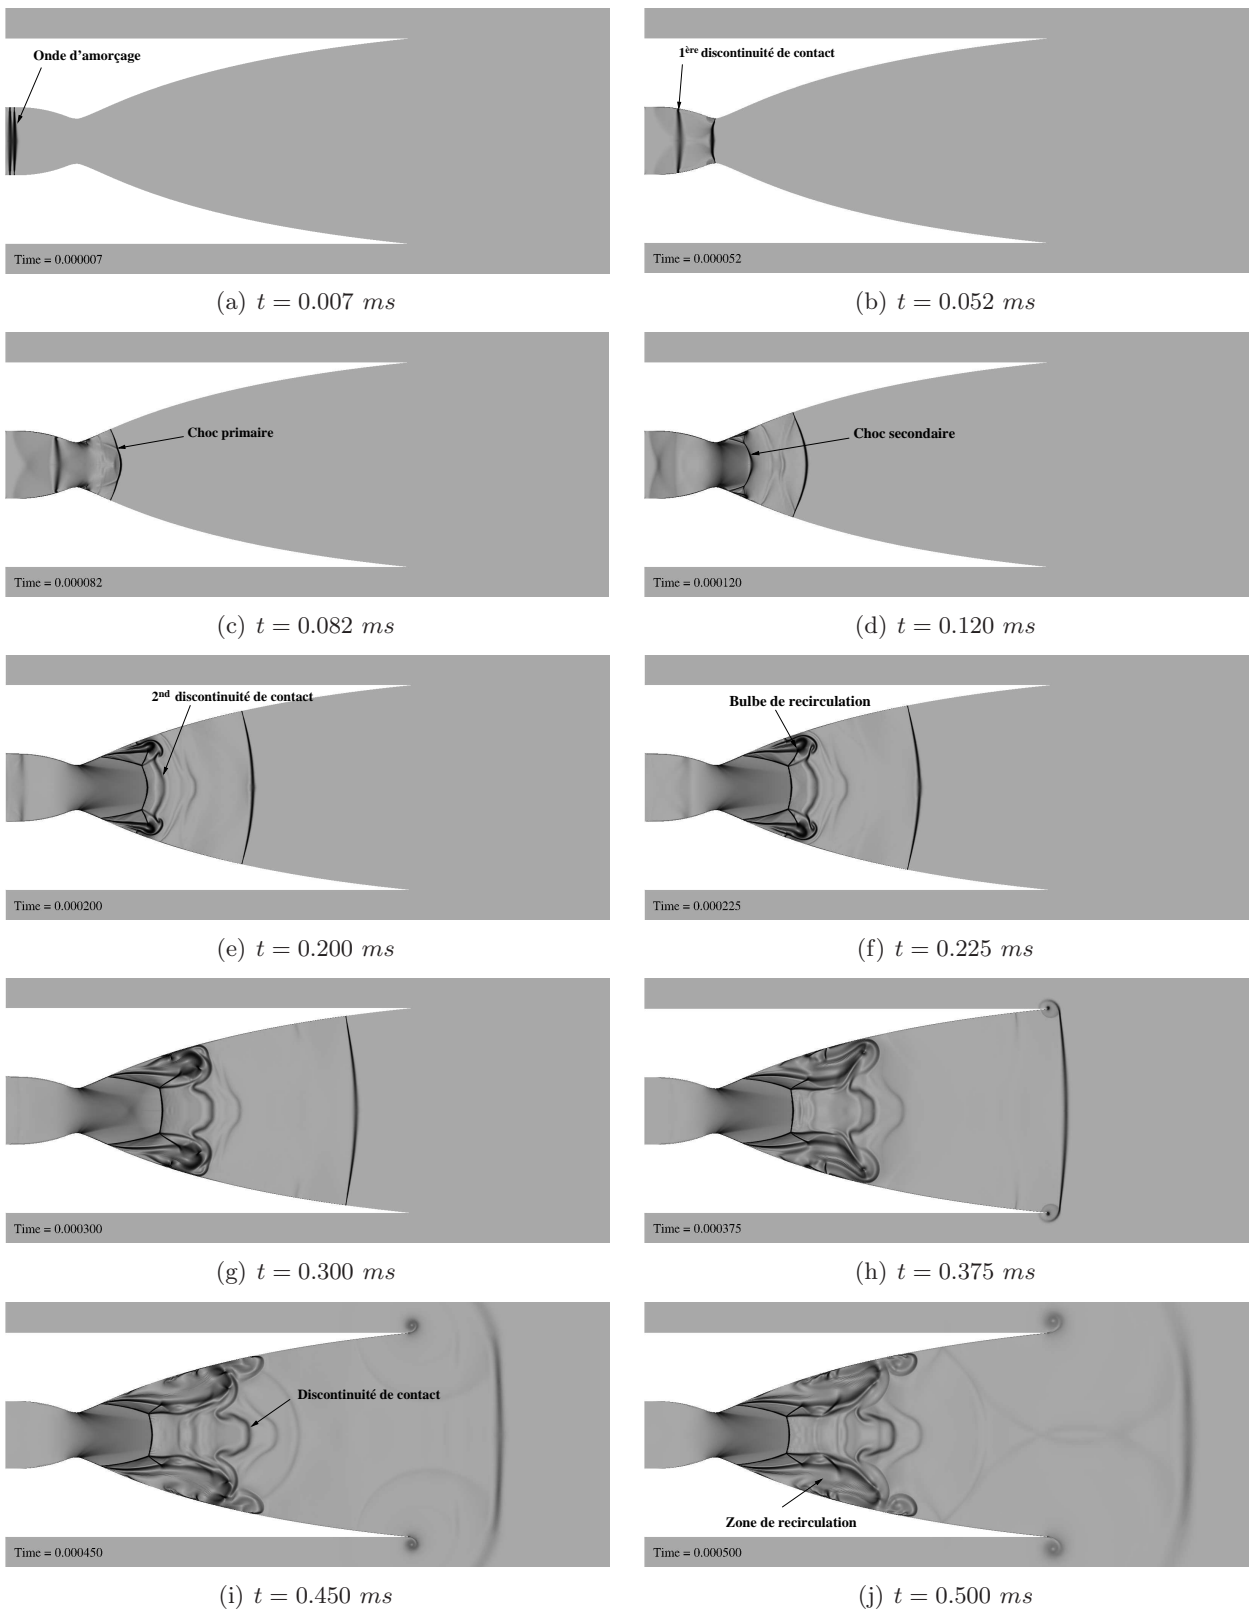 Onde d'amorçage
Time = 0.000007
(a) t = 0.007 ms
1ère discontinuité de contact
Time = 0.000052
(b) t = 0.052 ms
Choc primaire
Time = 0.000082
(c) t = 0.082 ms
Choc secondaire
Time = 0.000120
(d) t = 0.120 ms
2nd discontinuité de contact
Time = 0.000200
(e) t = 0.200 ms
Bulbe de recirculation
Time = 0.000225
(f) t = 0.225 ms
Time = 0.000300
(g) t = 0.300 ms
Time = 0.000375
(h) t = 0.375 ms
Discontinuité de contact
Time = 0.000450
(i) t = 0.450 ms
Zone de recirculation
Time = 0.000500
(j) t = 0.500 ms